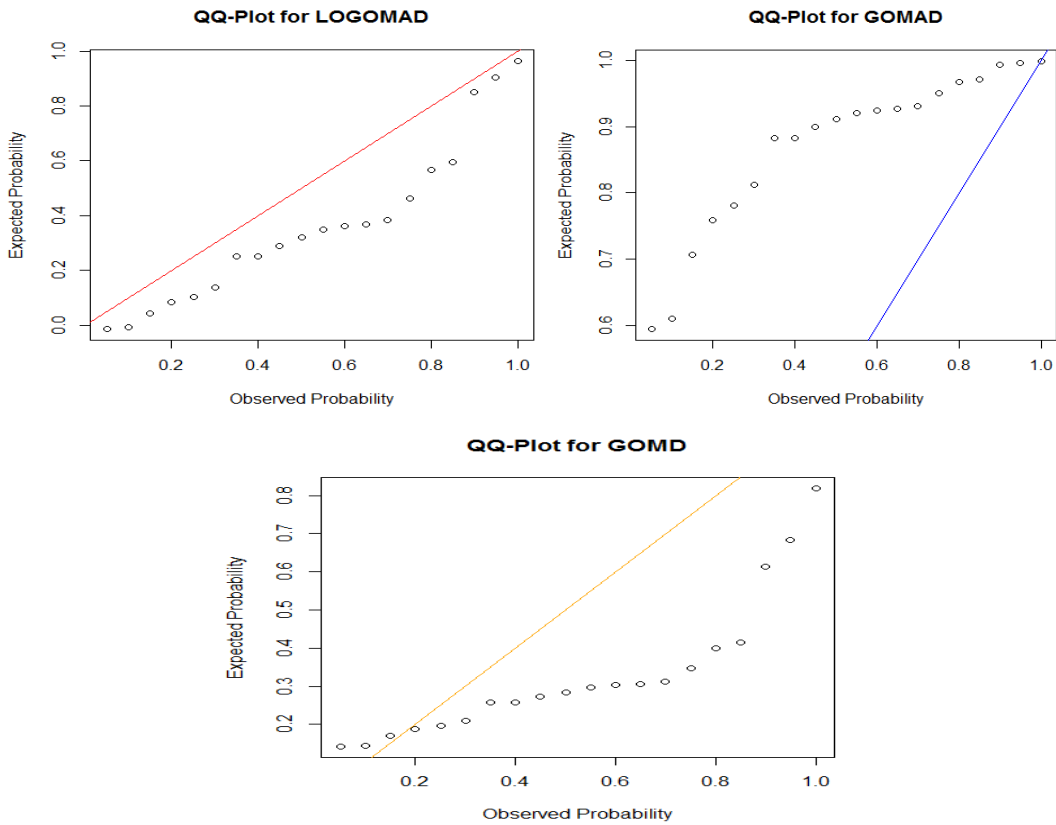 QQ-Plot for LOGOMAD
Expected Probability
1.0
0.8
0.6
0.4
0.2
0.0
0.2 0.4 0.6 0.8 1.0
Observed Probability
QQ-Plot for GOMAD
Expected Probability
1.0
0.9
0.8
0.7
0.6
0.2 0.4 0.6 0.8 1.0
Observed Probability
QQ-Plot for GOMD
Expected Probability
0.8
0.7
0.6
0.5
0.4
0.3
0.2
0.2 0.4 0.6 0.8 1.0
Observed Probability